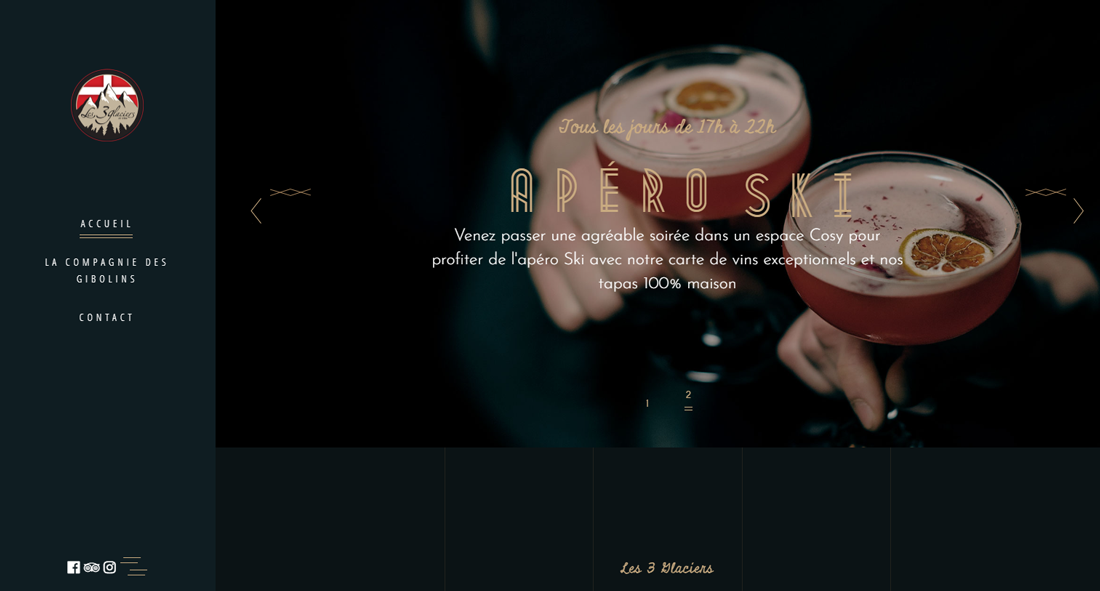 Les 3 Glaciers
ACCUEIL
LA COMPAGNIE DES
GIBOLINS
CONTACT
Tous les jours de 17h à 22h
APÉRO SKI
Venez passer une agréable soirée dans un espace Cosy pour
profiter de l'apéro Ski avec notre carte de vins exceptionnels et nos
tapas 100% maison
1
2
Les 3 Glaciers